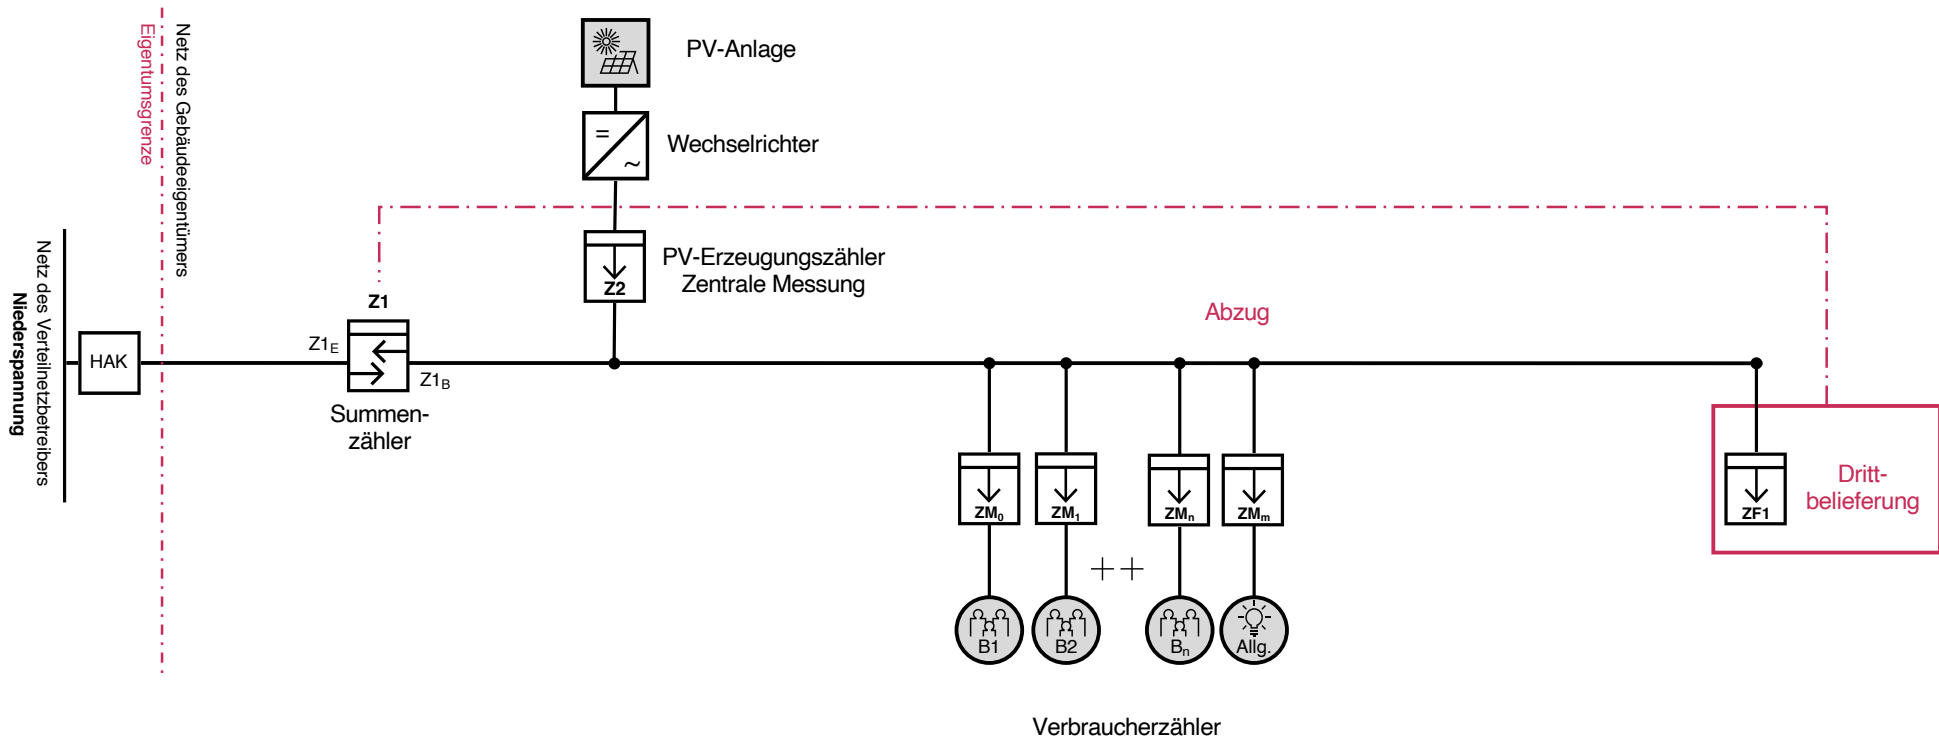 Netz des Gebäudeeigentümers
Eigentumsgrenze
Netz des Verteilnetzbetreibers
Niederspannung
HAK
PV-Anlage
=
~
Wechselrichter
Z2
PV-Erzeugungszähler
Zentrale Messung
Z1
Z1E
Z1B
Summen-
zähler
Abzug
ZM0
ZM1
ZMn
ZMm
++
B1
B2
Bn
Allg.
Verbraucherzähler
ZF1
Dritt-
belieferung